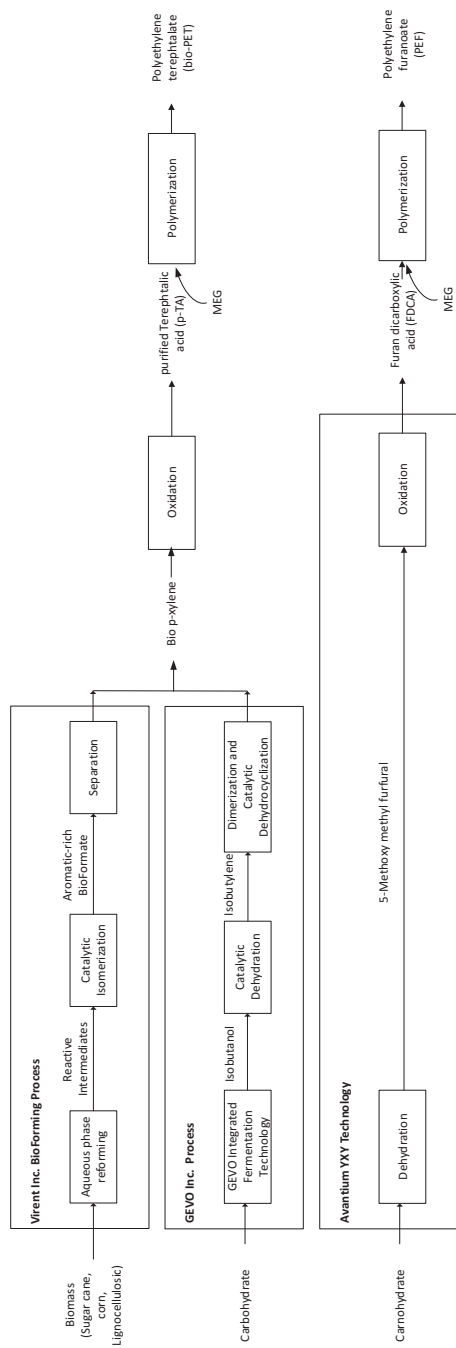 Virent Inc. BioForming Process
Biomass
(Sugar cane,
corn,
Lignocellulosic)
Aqueous phase
reforming
Reactive
Intermediates
Catalytic
Isomerization
Aromatic-rich
BioFormate
Separation
GEVO Inc.  Process
Carbohydrate
GEVO Integrated
Fermentation
Technology
Isobutanol
Catalytic
Dehydration
Isobutylene
Dimerization and
Catalytic
Dehydrocyclization
Bio p-xylene
Oxidation
purified Terephtalic
acid (p-TA)
MEG
Polymerization
Polyethylene
terephtalate
(bio-PET)
Avantium YXY Technology
Carnohydrate
Dehydration
5-Methoxy methyl furfural
Oxidation
Furan dicarboxylic
acid (FDCA)
MEG
Polymerization
Polyethylene
furanoate
(PEF)